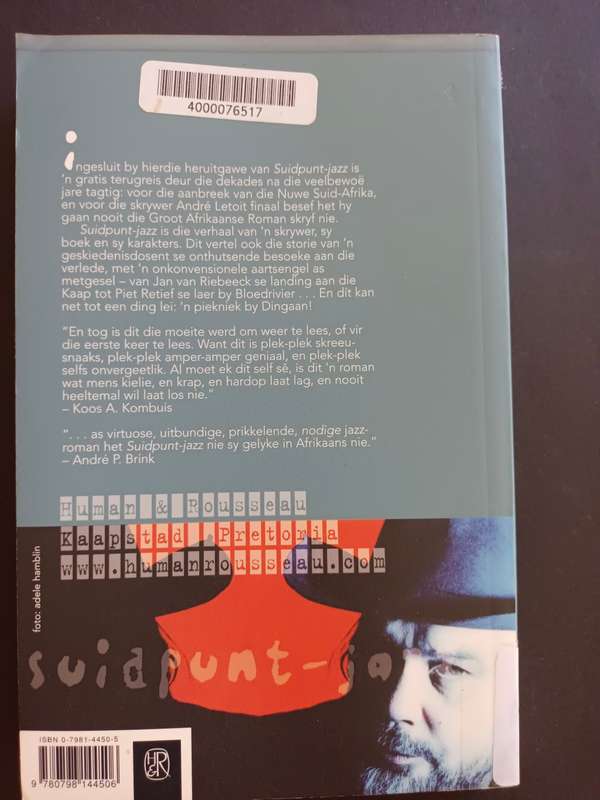 4000076517
ingesluit by hierdie heruitgawe van Suidpunt-jazz is
'n gratis terugreis deur die dekades na die veelbewoë
jare tagtig: voor die aanbreek van die Nuwe Suid-Afrika,
en voor die skrywer André Letoit finaal besef het hy
gaan nooit die Groot Afrikaanse Roman skryf nie.
Suidpunt-jazz is die verhaal van 'n skrywer, sy
boek en sy karakters. Dit vertel ook die storie van 'n
geskiedenisdosent se onthutsende besoeke aan die
verlede, met 'n onkonvensionele aartsengel as
metgesel – van Jan van Riebeeck se landing aan die
Kaap tot Piet Retief se laer by Bloedrivier . . . En dit kan
net tot een ding lei: 'n piekniek by Dingaan!
"En tog is dit die moeite werd om weer te lees, of vir
die eerste keer te lees. Want dit is plek-plek skreeu-
snaaks, plek-plek amper-amper geniaal, en plek-plek
selfs onvergeetlik. Al moet ek dit self sê, is dit 'n roman
wat mens kielie, en krap, en hardop laat lag, en nooit
heeltemal wil laat los nie."
– Koos A. Kombuis
". . . as virtuose, uitbundige, prikkelende, nodige jazz-
roman het Suidpunt-jazz nie sy gelyke in Afrikaans nie."
– André P. Brink
Human & Rousseau
Kaapstad Pretoria
www.humanrousseau.com
foto: adele hamblin
suidpunt-ja
ISBN 0-7981-4450-5
9 780798 144506
H&R